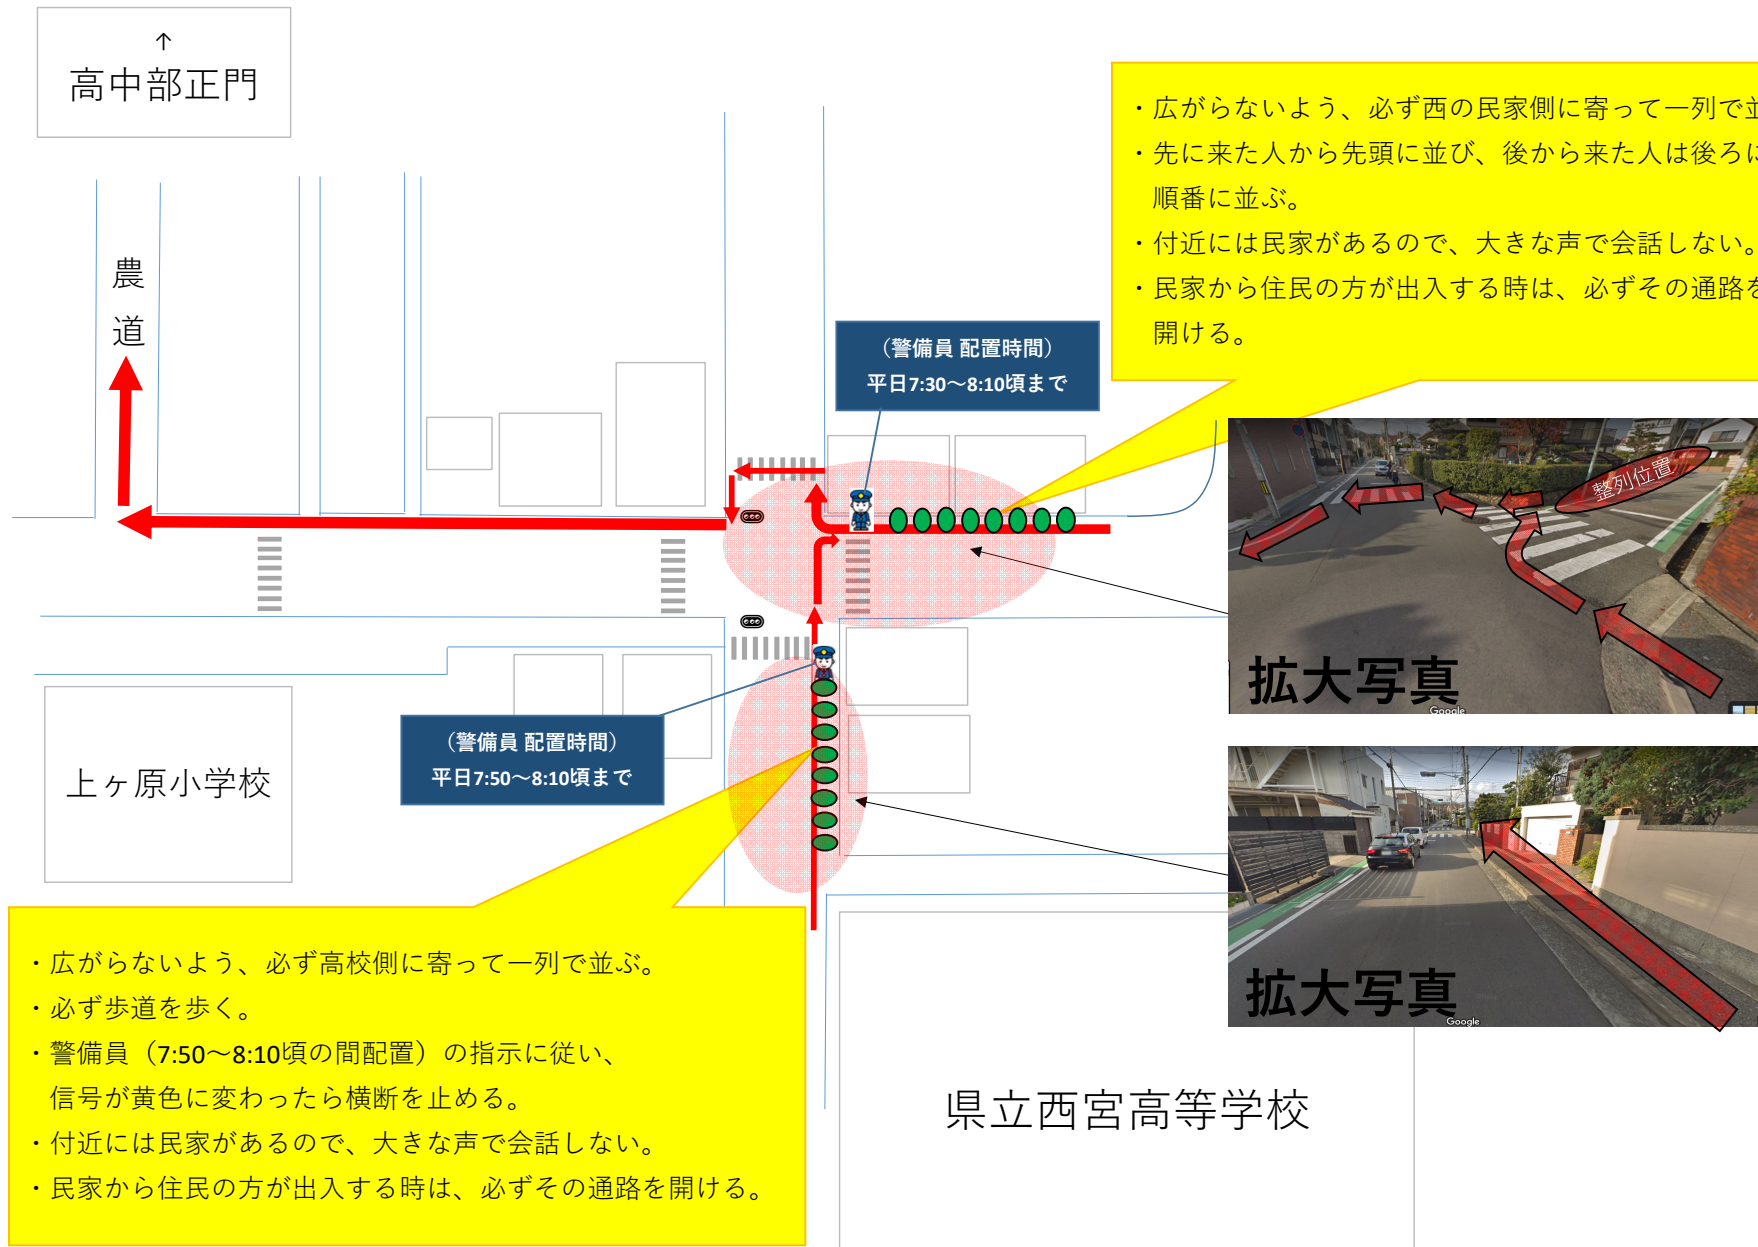 ↑
高中部正門
・広がらないよう、必ず西の民家側に寄って一列で並
・先に来た人から先頭に並び、後から来た人は後ろに
順番に並ぶ。
・付近には民家があるので、大きな声で会話しない。
・民家から住民の方が出入する時は、必ずその通路を
開ける。
農
道
（警備員 配置時間）
平日7:30～8:10頃まで
整列位置
拡大写真
Google
（警備員 配置時間）
平日7:50～8:10頃まで
上ヶ原小学校
拡大写真
Google
・広がらないよう、必ず高校側に寄って一列で並ぶ。
・必ず歩道を歩く。
・警備員（7:50～8:10頃の間配置）の指示に従い、
信号が黄色に変わったら横断を止める。
・付近には民家があるので、大きな声で会話しない。
・民家から住民の方が出入する時は、必ずその通路を開ける。
県立西宮高等学校